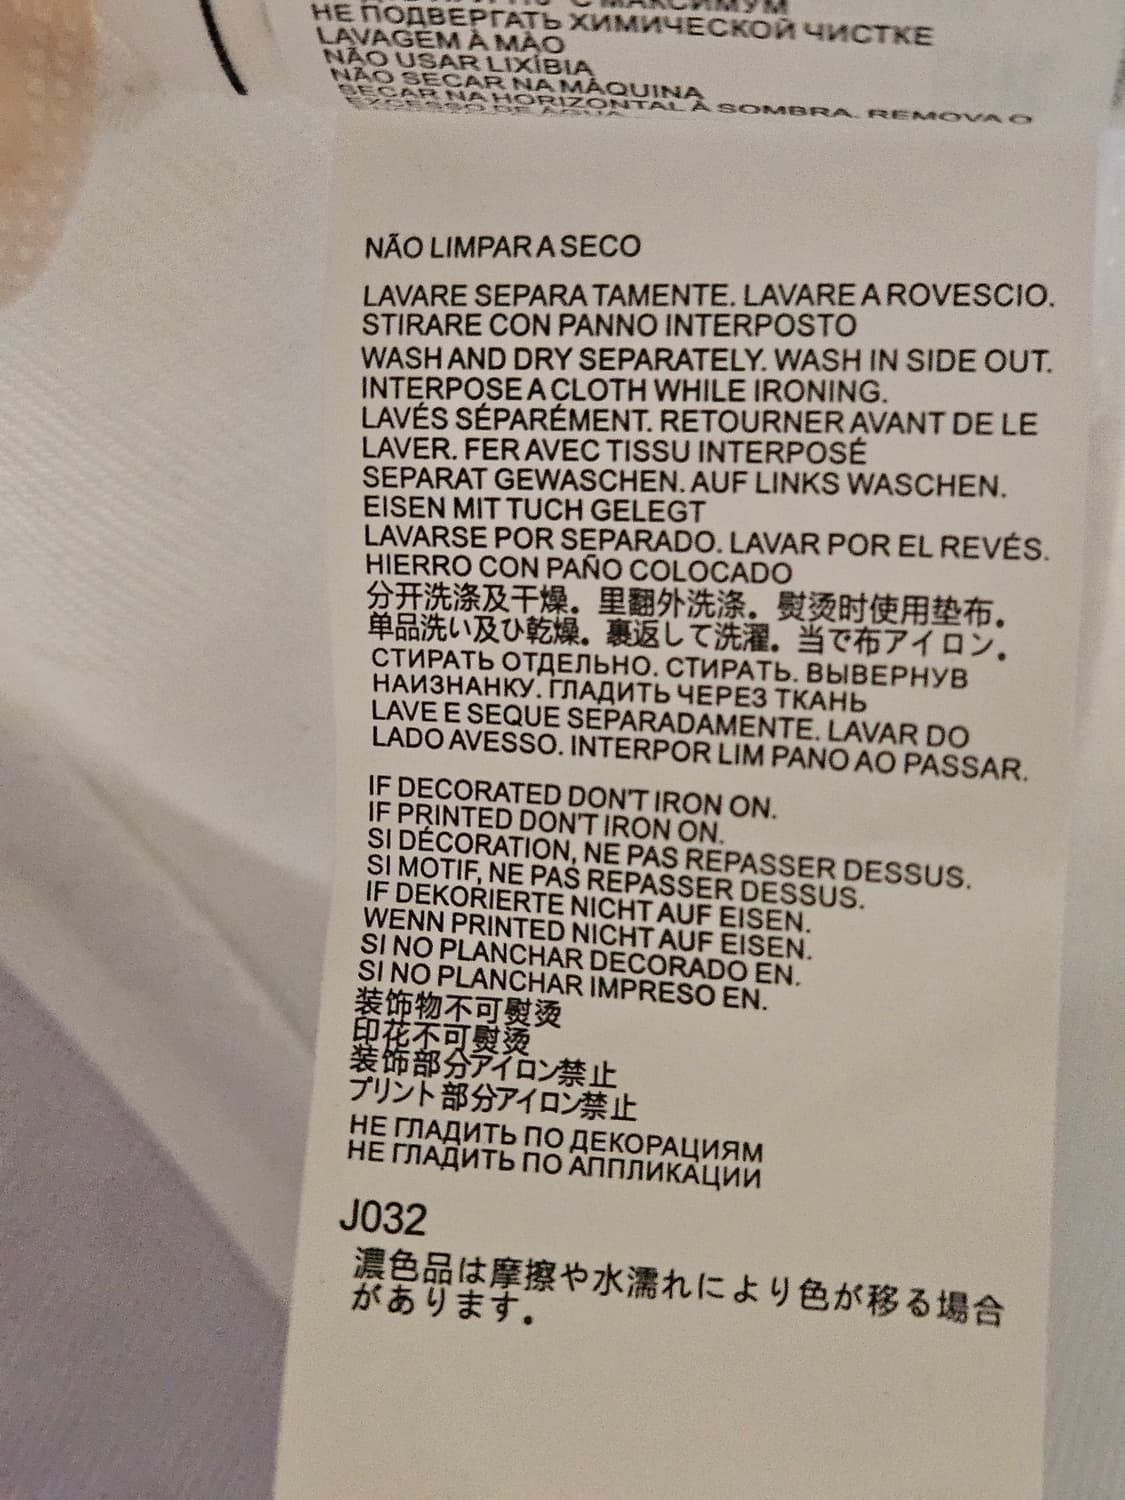 С МАКСИМУМ
НЕ ПОДВЕРГАТЬ ХИМИЧЕСКОЙ ЧИСТКЕ
LAVAGEM À MÀO
NÃO USAR LIXÍBIA
NÃO SECAR NA MÁQUINA
SECAR NA HORIZONTAL À SOMBRA. REMOVA O
EXCESSO DE ÁGUA
NÃO LIMPAR A SECO
LAVARE SEPARA TAMENTE. LAVARE A ROVESCIO.
STIRARE CON PANNO INTERPOSTO
WASH AND DRY SEPARATELY. WASH IN SIDE OUT.
INTERPOSE A CLOTH WHILE IRONING.
LAVÉS SÉPARÉMENT. RETOURNER AVANT DE LE
LAVER. FER AVEC TISSU INTERPOSÉ
SEPARAT GEWASCHEN. AUF LINKS WASCHEN.
EISEN MIT TUCH GELEGT
LAVARSE POR SEPARADO. LAVAR POR EL REVÉS.
HIERRO CON PAÑO COLOCADO
分开洗涤及干燥。里翻外洗涤。熨烫时使用垫布。
单品洗い及ひ乾燥。裹返して洗濯。当で布アイロン。
СТИРАТЬ ОТДЕЛЬНО. СТИРАТЬ. ВЫВЕРНУВ
НАИЗНАНКУ. ГЛАДИТЬ ЧЕРЕЗ ТКАНЬ
LAVE E SEQUE SEPARADAMENTE. LAVAR DO
LADO AVESSO. INTERPOR LIM PANO AO PASSAR.
IF DECORATED DON'T IRON ON.
IF PRINTED DON'T IRON ON.
SI DÉCORATION, NE PAS REPASSER DESSUS.
SI MOTIF, NE PAS REPASSER DESSUS.
IF DEKORIERTE NICHT AUF EISEN.
WENN PRINTED NICHT AUF EISEN.
SI NO PLANCHAR DECORADO EN.
SI NO PLANCHAR IMPRESO EN.
装饰物不可熨烫
印花不可熨烫
装饰部分アイロン禁止
プリント部分アイロン禁止
НЕ ГЛАДИТЬ ПО ДЕКОРАЦИЯМ
НЕ ГЛАДИТЬ ПО АППЛИКАЦИИ
J032
濃色品は摩擦や水濡れにより色が移る場合
があります。